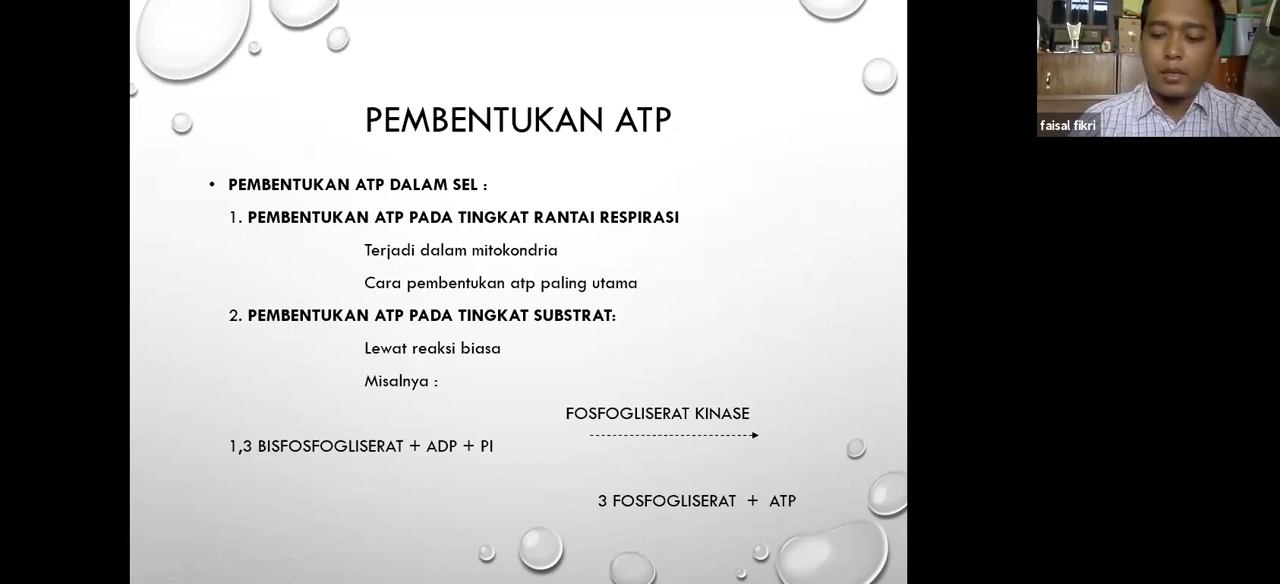 PEMBENTUKAN ATP
• PEMBENTUKAN ATP DALAM SEL :
1. PEMBENTUKAN ATP PADA TINGKAT RANTAI RESPIRASI
Terjadi dalam mitokondria
Cara pembentukan atp paling utama
2. PEMBENTUKAN ATP PADA TINGKAT SUBSTRAT:
Lewat reaksi biasa
Misalnya :
FOSFOGLISERAT KINASE
1,3 BISFOSFOGLISERAT + ADP + PI
3 FOSFOGLISERAT + ATP
faisal fikri